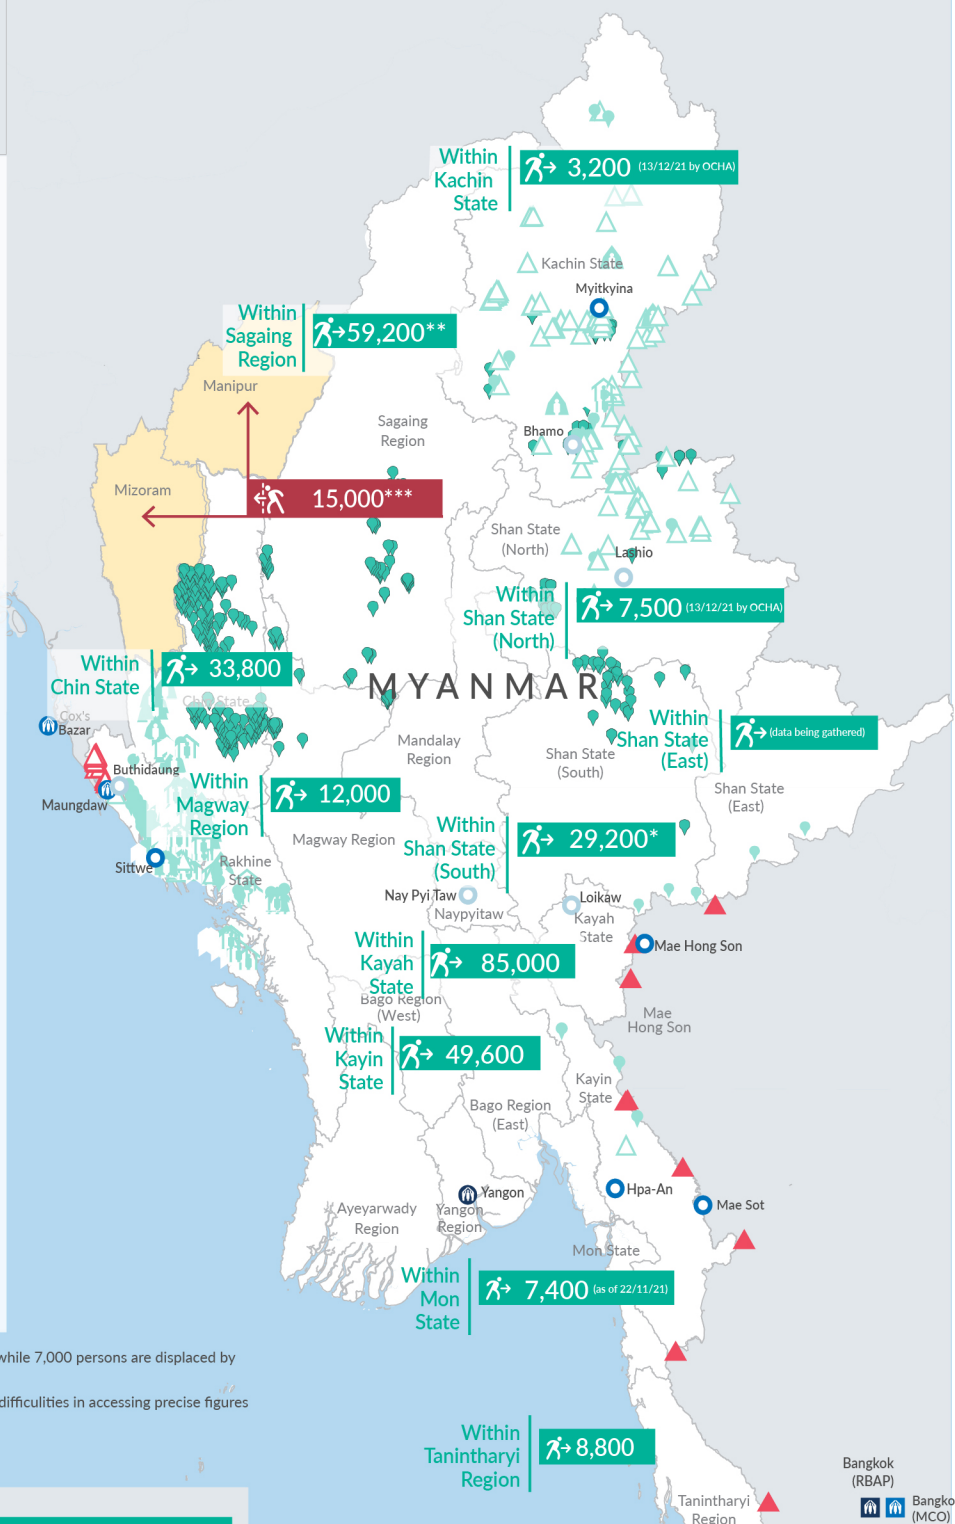 Within
Kachin
State
3,200 (13/12/21 by OCHA)
Kachin State
Myitkyina
Within
Sagaing
Region
59,200**
Manipur
Sagaing
Region
Bhamo
Mizoram
15,000***
Shan State
(North)
Lashio
Within
Shan State
(North)
7,500 (13/12/21 by OCHA)
Within
Chin State
33,800
Chin State
MYANMAR
Cox's
Bazar
Within
Shan State
(East)
(data being gathered)
Mandalay
Region
Shan State
(South)
Shan State
(East)
Buthidaung
Maungdaw
Within
Magway
Region
12,000
Magway Region
Within
Shan State
(South)
29,200*
Sittwe
Rakhine
State
Nay Pyi Taw
Naypyitaw
Loikaw
Kayah
State
Within
Kayah
State
85,000
Mae Hong Son
Bago Region
(West)
Mae
Hong Son
Within
Kayin
State
49,600
Kayin
State
Bago Region
(East)
Hpa-An
Yangon
Yangon
Region
Ayeyarwady
Region
Mae Sot
Mon State
Within
Mon
State
7,400 (as of 22/11/21)
while 7,000 persons are displaced by
difficulities in accessing precise figures
Within
Tanintharyi
Region
8,800
Tanintharyi
Region
Bangkok
(RBAP)
Bangko
(MCO)